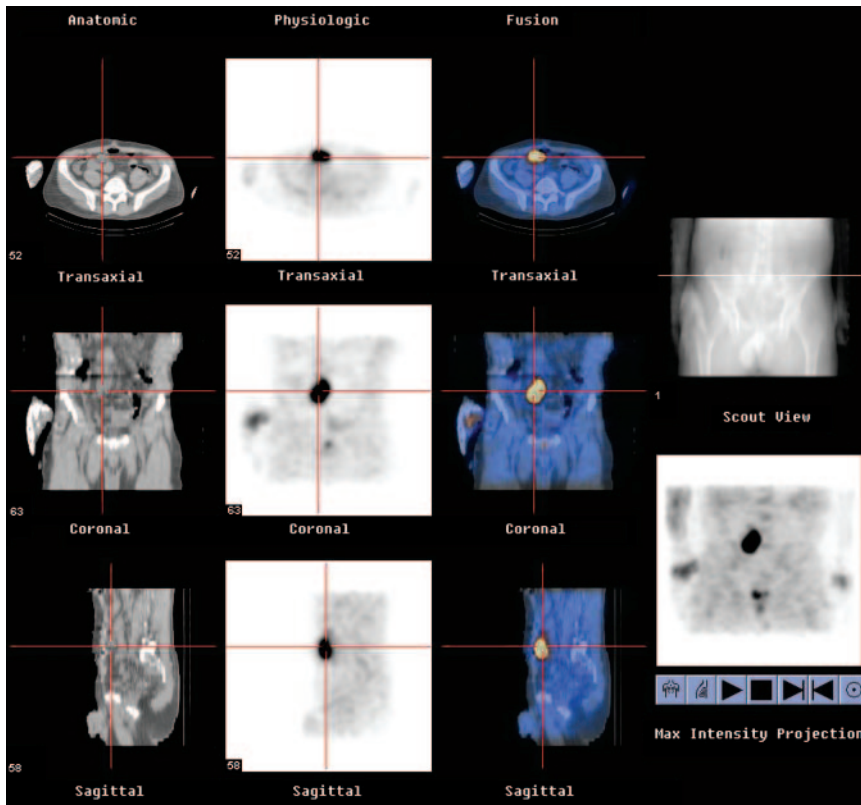 Anatomic Physiologic Fusion
52 52
Transaxial Transaxial Transaxial
1
Scout View
63 63
Coronal Coronal Coronal
58 58
Max Intensity Projection
Sagittal Sagittal Sagittal